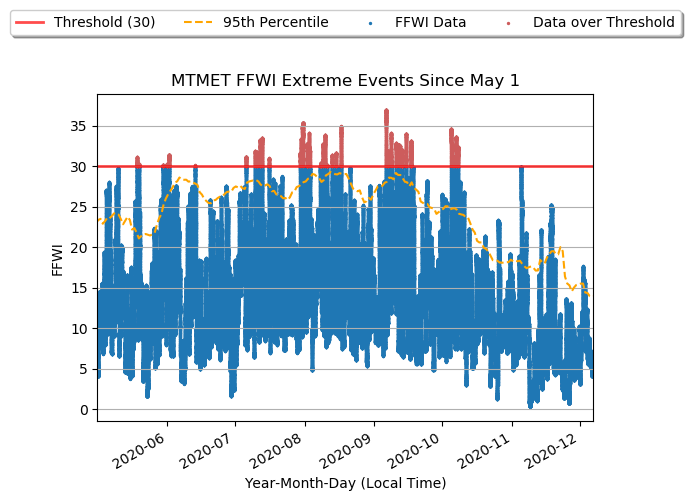 Threshold (30) 95th Percentile FFWI Data Data over Threshold
MTMET FFWI Extreme Events Since May 1
FFWI
35
30
25
20
15
10
5
0
2020-06 2020-07 2020-08 2020-09 2020-10 2020-11 2020-12
Year-Month-Day (Local Time)